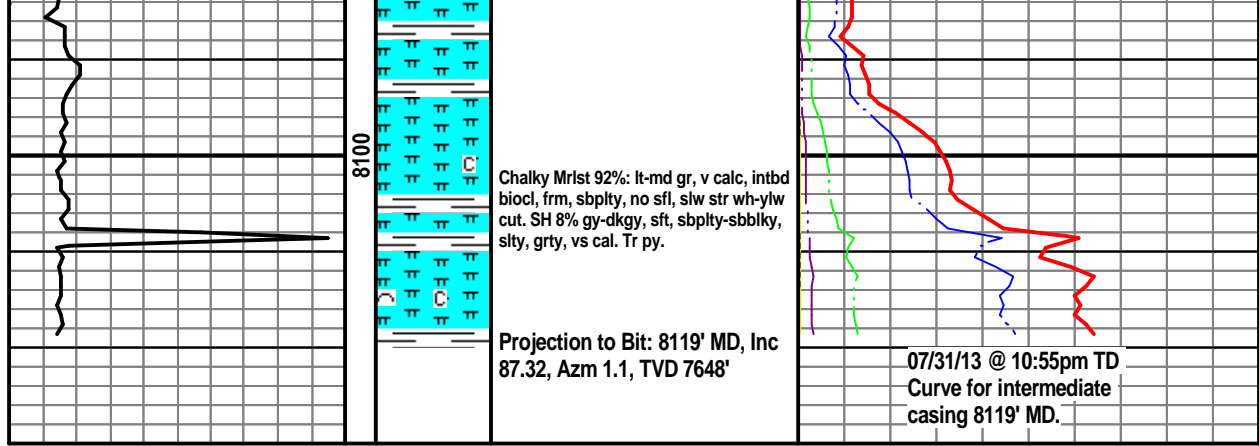 8100
C
Chalky Mrlst 92%: lt-md gr, v calc, intbd
biocl, frm, sbplty, no sfl, slw str wh-ylw
cut. SH 8% gy-dkgy, sft, sbplty-sbblky,
slty, grty, vs cal. Tr py.
C
Projection to Bit: 8119' MD, Inc
87.32, Azm 1.1, TVD 7648'
07/31/13 @ 10:55pm TD
Curve for intermediate
casing 8119' MD.